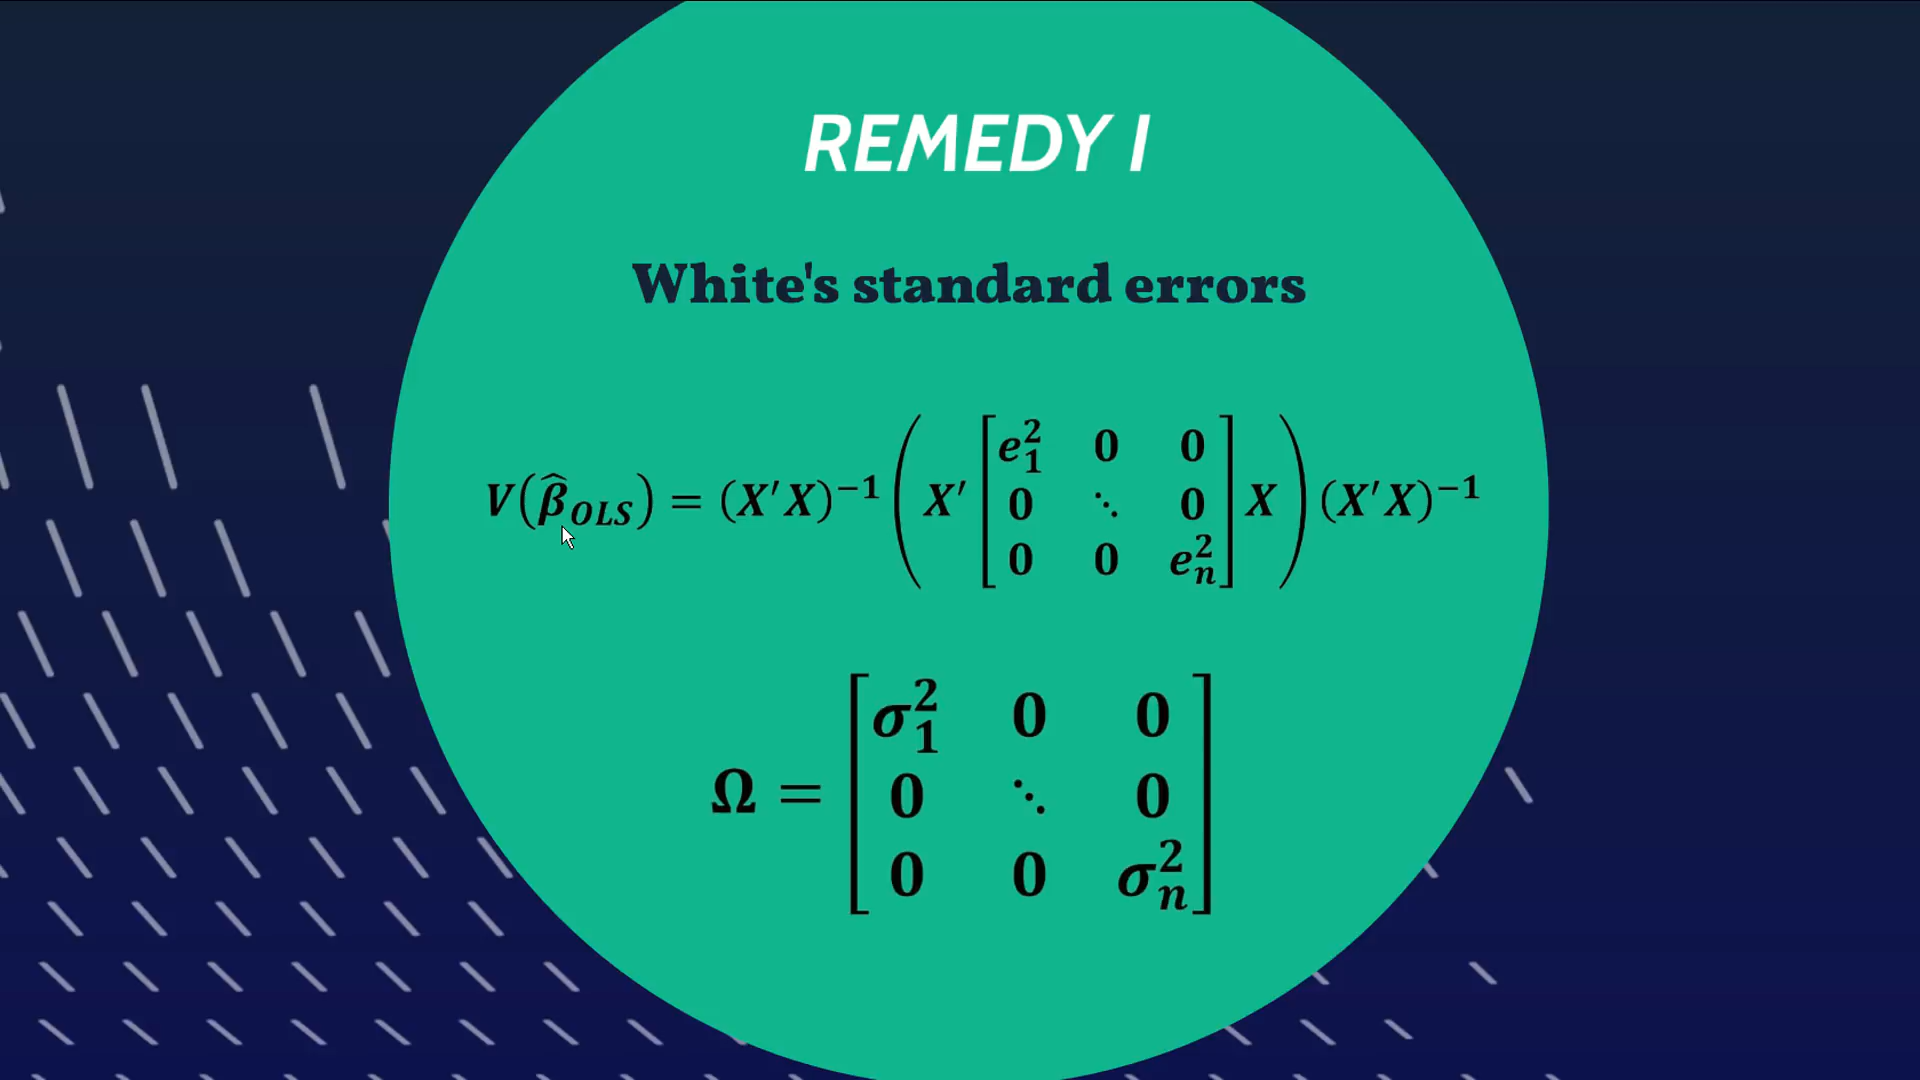 REMEDY I
White's standard errors
V(β̂_OLS) = (X′X)⁻¹ ( X′ [ e₁² 0 0 ; 0 ⋱ 0 ; 0 0 eₙ² ] X ) (X′X)⁻¹
Ω = [ σ₁² 0 0 ; 0 ⋱ 0 ; 0 0 σₙ² ]